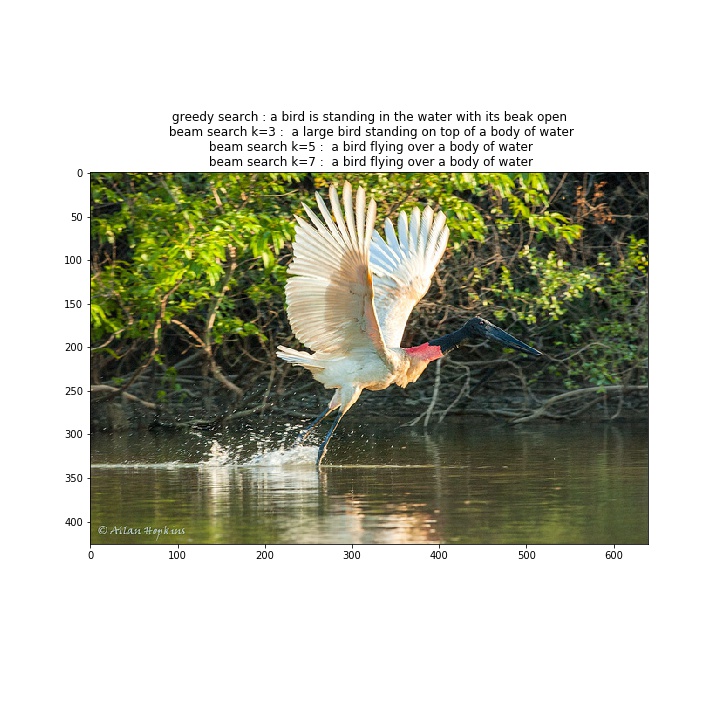 greedy search : a bird is standing in the water with its beak open
beam search k=3 :  a large bird standing on top of a body of water
beam search k=5 :  a bird flying over a body of water
beam search k=7 :  a bird flying over a body of water
0
50
100
150
200
250
300
350
400
0 100 200 300 400 500 600
© Allan Hopkins